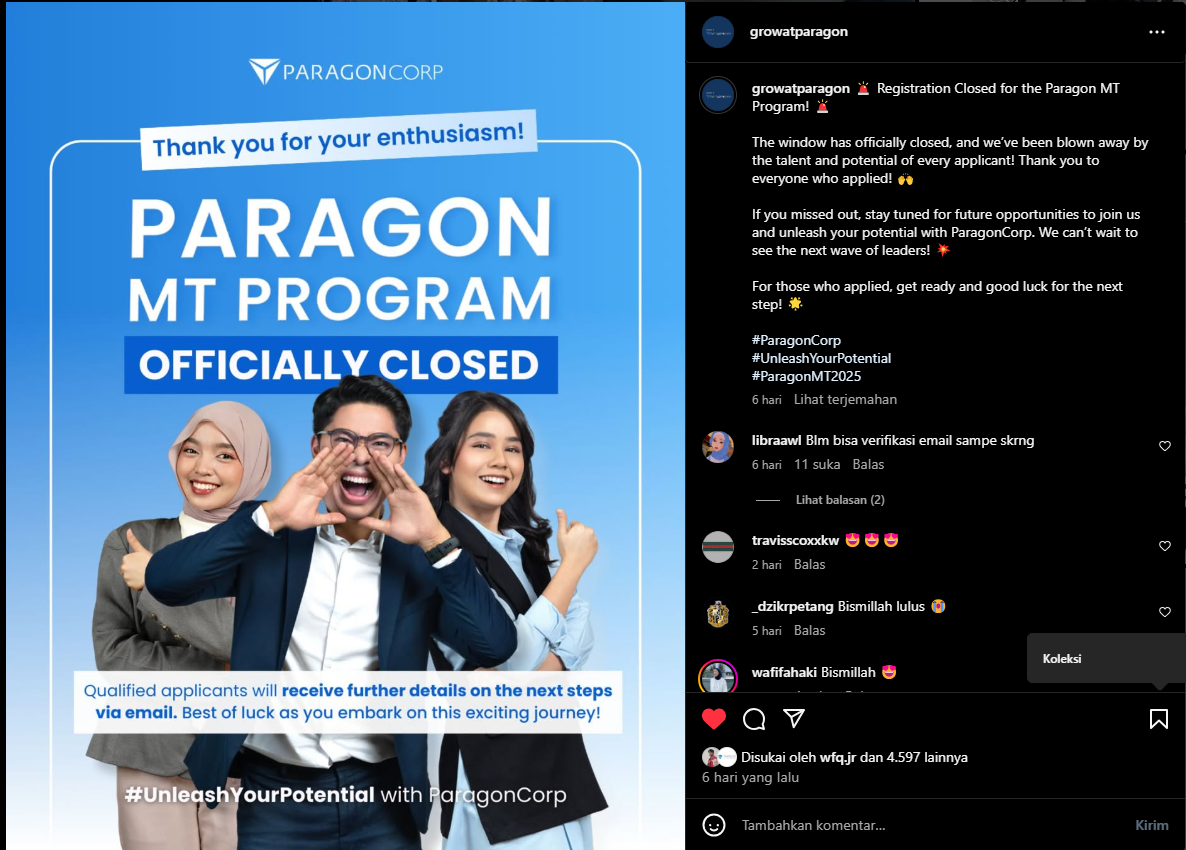 PARAGONCORP
Thank you for your enthusiasm!
PARAGON
MT PROGRAM
OFFICIALLY CLOSED
Qualified applicants will receive further details on the next steps
via email. Best of luck as you embark on this exciting journey!
#UnleashYourPotential with ParagonCorp
growatparagon
growatparagon 🚨 Registration Closed for the Paragon MT
Program! 🚨
The window has officially closed, and we've been blown away by
the talent and potential of every applicant! Thank you to
everyone who applied! 🙌
If you missed out, stay tuned for future opportunities to join us
and unleash your potential with ParagonCorp. We can't wait to
see the next wave of leaders! 💥
For those who applied, get ready and good luck for the next
step! 🌟
#ParagonCorp
#UnleashYourPotential
#ParagonMT2025
6 hari Lihat terjemahan
libraawl Blm bisa verifikasi email sampe skrng
6 hari 11 suka Balas
Lihat balasan (2)
travisscoxxkw 🤩🤩🤩
2 hari Balas
_dzikrpetang Bismillah lulus 😭
5 hari Balas
Koleksi
wafifahaki Bismillah 🤩
Disukai oleh wfq.jr dan 4.597 lainnya
6 hari yang lalu
Tambahkan komentar...
Kirim